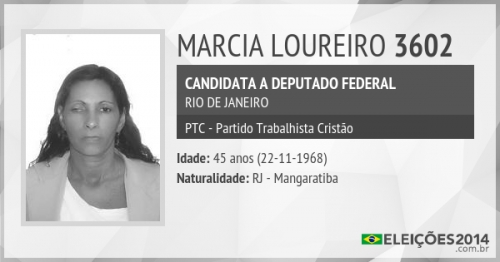 MARCIA LOUREIRO 3602
CANDIDATA A DEPUTADO FEDERAL
RIO DE JANEIRO
PTC - Partido Trabalhista Cristão
Idade: 45 anos (22-11-1968)
Naturalidade: RJ - Mangaratiba
ELEIÇÕES2014
.com.br